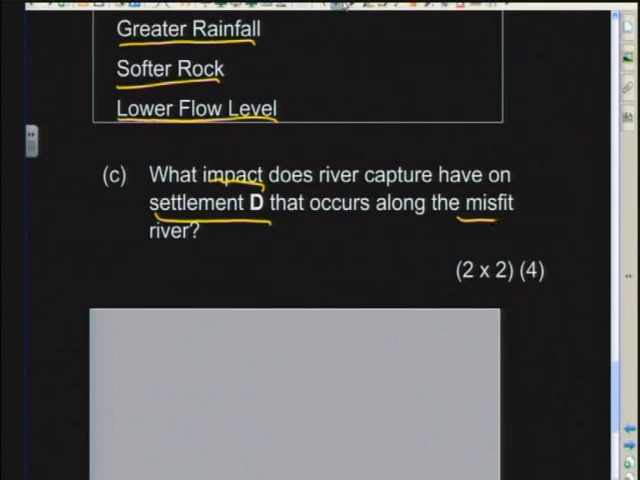 Greater Rainfall
Softer Rock
Lower Flow Level
(c) What impact does river capture have on
settlement D that occurs along the misfit
river?
(2 x 2) (4)